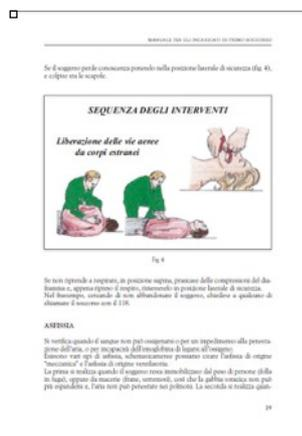 MANUALE PER GLI INCARICATI DI PRIMO SOCCORSO
Se il soggetto perde conoscenza ponendo nella posizione laterale di sicurezza (fig. 4),
e colpire tra le scapole.
SEQUENZA DEGLI INTERVENTI
Liberazione delle vie aeree
da corpi estranei
Fig. 4
Se non riprende a respirare, in posizione supina, praticare delle compressioni del dia-
framma e, appena ripreso il respiro, rimetterlo in posizione laterale di sicurezza.
Nel frattempo, cercando di non abbandonare il soggetto, chiedere a qualcuno di
chiamare il soccorso con il 118.
ASFISSIA
Si verifica quando il sangue non può ossigenarsi o per un impedimento alla penetra-
zione dell'aria, o per incapacità dell'emoglobina di legarsi all'ossigeno.
Esistono vari tipi di asfissia, schematicamente possiamo citare l'asfissia di origine
"meccanica" e l'asfissia di origine ventilatoria.
La prima si realizza quando il soggetto resta immobilizzato dal peso di persone (folla
in fuga), oppure da macerie (frane, terremoti), così che la gabbia toracica non può
più espandersi e, l'aria non può penetrare nei polmoni. La seconda si realizza quan-